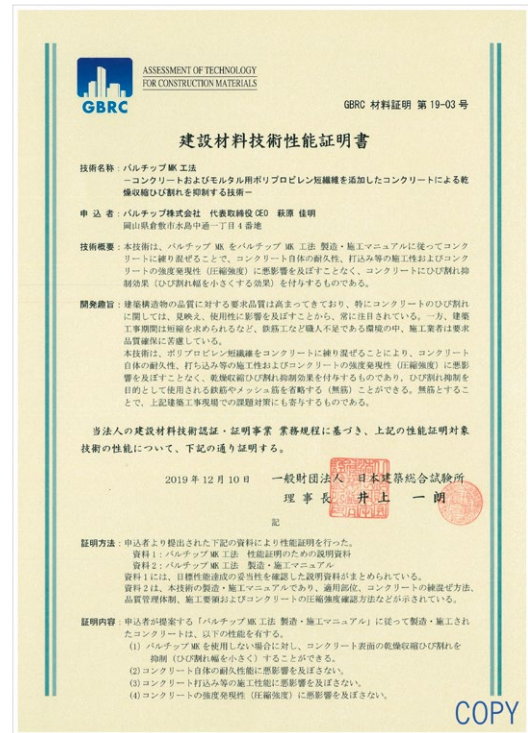 ASSESSMENT OF TECHNOLOGY
FOR CONSTRUCTION MATERIALS
GBRC
GBRC 材料証明 第 19-03 号
建設材料技術性能証明書
技術名称：バルチップ MK 工法
－コンクリートおよびモルタル用ポリプロピレン短繊維を添加したコンクリートによる乾
燥収縮ひび割れを抑制する技術－
申 込 者：バルチップ株式会社 代表取締役 CEO 萩原 佳明
岡山県倉敷市水島中通一丁目 4 番地
技術概要：本技術は、バルチップ MK をバルチップ MK 工法 製造・施工マニュアルに従ってコンク
リートに練り混ぜることで、コンクリート自体の耐久性、打込み等の施工性およびコンク
リートの強度発現性（圧縮強度）に悪影響を及ぼすことなく、コンクリートにひび割れ抑
制効果（ひび割れ幅を小さくする効果）を付与するものである。
開発趣旨：建築構造物の品質に対する要求品質は高まってきており、特にコンクリートのひび割れ
に関しては、見映え、使用性に影響を及ぼすことから、常に注目されている。一方、建築
工事期間は短縮を求められるなど、鉄筋工など職人不足である環境の中、施工業者は要求
品質確保に苦慮している。
本技術は、ポリプロピレン短繊維をコンクリートに練り混ぜることにより、コンクリート
自体の耐久性、打ち込み等の施工性およびコンクリートの強度発現性（圧縮強度）に悪影
響を及ぼすことなく、乾燥収縮ひび割れ抑制効果を付与するものであり、ひび割れ抑制を
目的として使用される鉄筋やメッシュ筋を省略する（無筋）ことができる。無筋とするこ
とで、上記建築工事現場での課題対策にも寄与するものである。
当法人の建設材料技術認証・証明事業 業務規程に基づき、上記の性能証明対象
技術の性能について、下記の通り証明する。
2019 年 12 月 10 日 一般財団法人 日本建築総合試験所
理 事 長 井 上 一 朗
記
証明方法：申込者より提出された下記の資料により性能証明を行った。
資料 1：バルチップ MK 工法 性能証明のための説明資料
資料 2：バルチップ MK 工法 製造・施工マニュアル
資料 1 には、目標性能達成の妥当性を確認した説明資料がまとめられている。
資料 2 は、本技術の製造・施工マニュアルであり、適用部位、コンクリートの練混ぜ方法、
品質管理体制、施工要領およびコンクリートの圧縮強度確認方法などが示されている。
証明内容：申込者が提案する「バルチップ MK 工法 製造・施工マニュアル」に従って製造・施工され
たコンクリートは、以下の性能を有する。
(1) バルチップ MK を使用しない場合に対し、コンクリート表面の乾燥収縮ひび割れを
抑制（ひび割れ幅を小さく）することができる。
(2) コンクリート自体の耐久性能に悪影響を及ぼさない。
(3) コンクリート打込み等の施工性能に悪影響を及ぼさない。
(4) コンクリートの強度発現性（圧縮強度）に悪影響を及ぼさない。
COPY